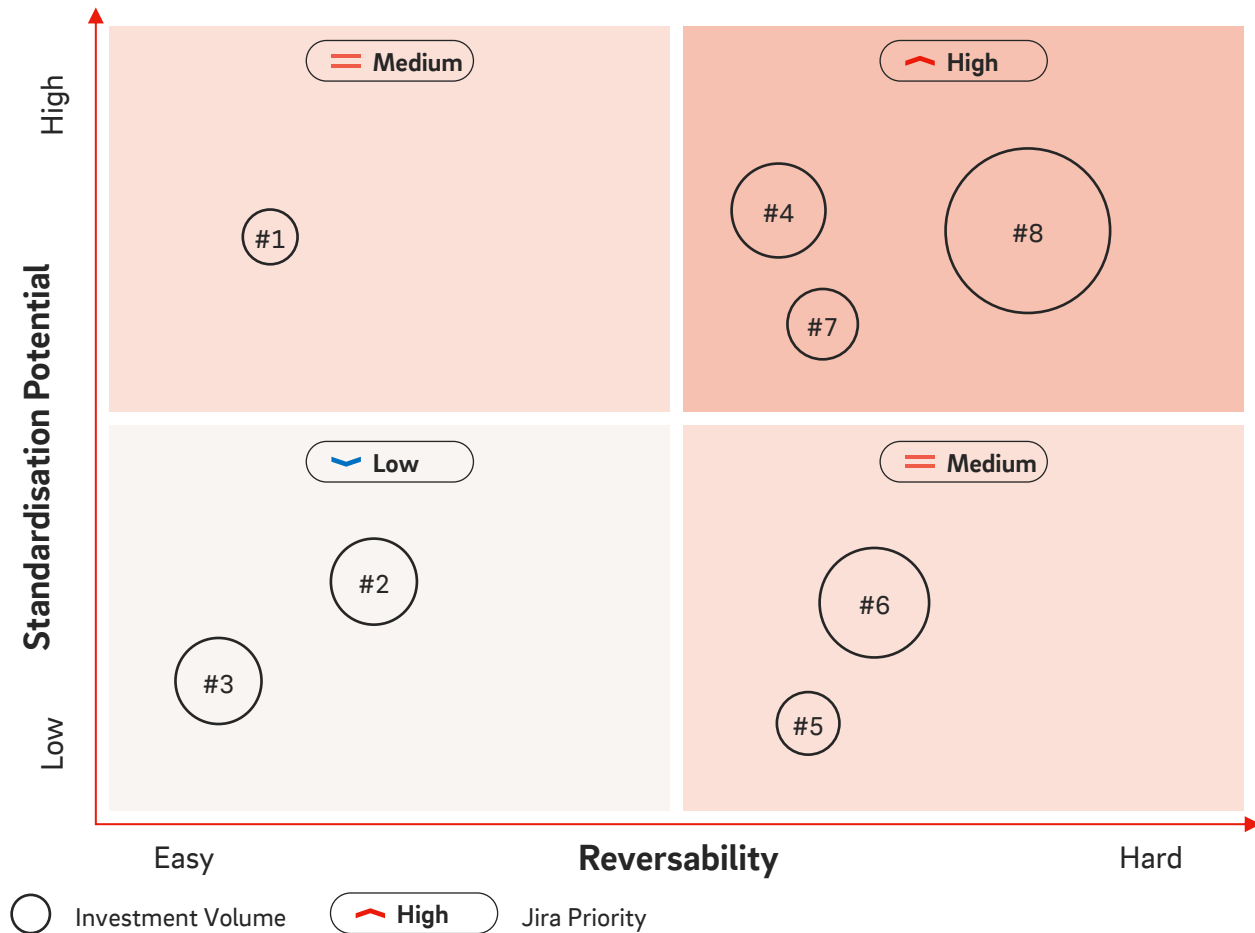 Medium
High
High
#4
#1
#8
#7
Standardisation Potential
Low
Medium
#2
#6
#3
#5
Low
Easy
Reversability
Hard
Investment Volume
High
Jira Priority